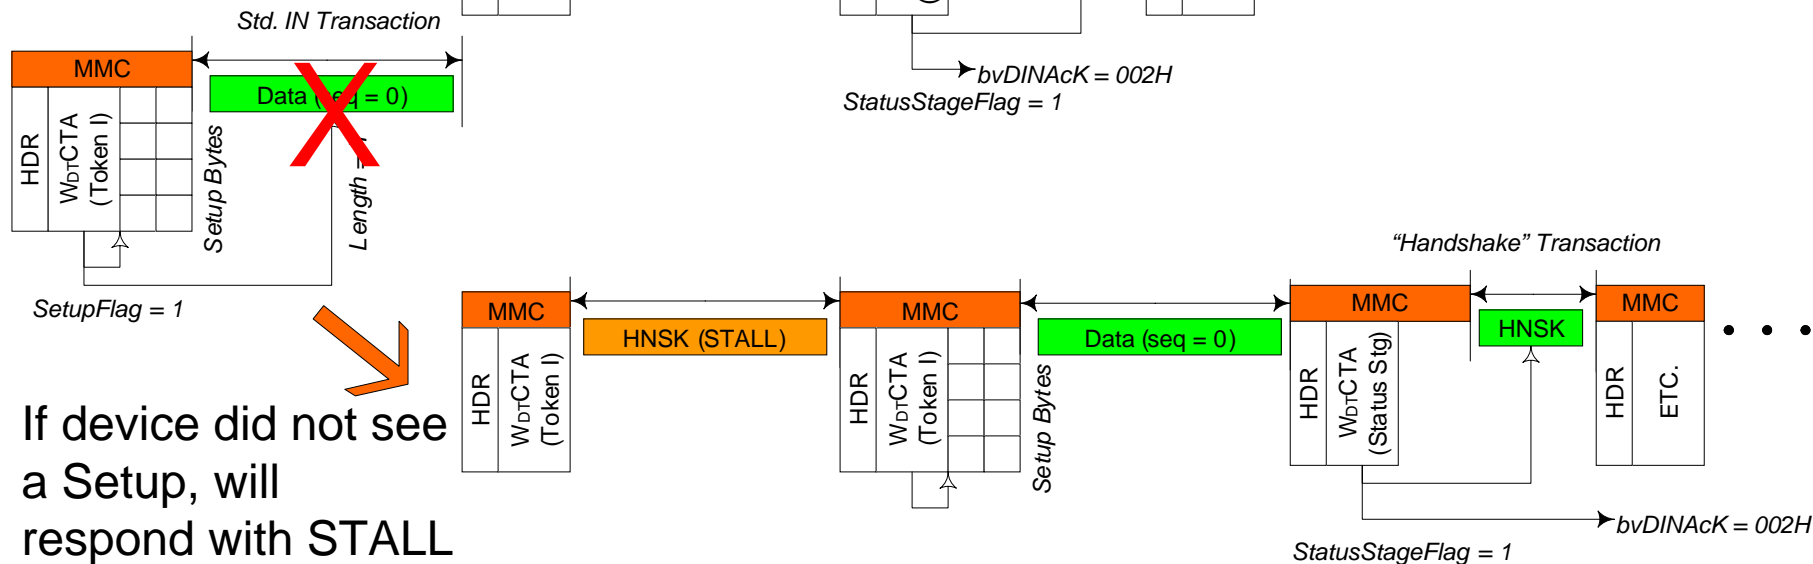 Std. IN Transaction
MMC
Data (seq = 0)
HDR
WDTCTA
(Token I)
Setup Bytes
Length =
SetupFlag = 1
bvDINAcK = 002H
StatusStageFlag = 1
If device did not see
a Setup, will
respond with STALL
MMC
HDR
WDTCTA
(Token I)
HNSK (STALL)
MMC
HDR
WDTCTA
(Token I)
Setup Bytes
Data (seq = 0)
"Handshake" Transaction
MMC
HDR
WDTCTA
(Status Stg)
HNSK
MMC
HDR
ETC.
• • •
bvDINAcK = 002H
StatusStageFlag = 1